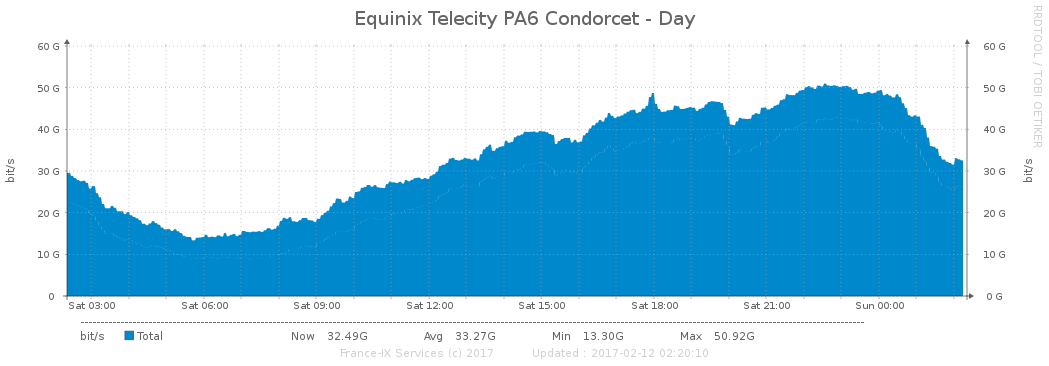 Equinix Telecity PA6 Condorcet - Day
RRDTOOL / TOBI OETIKER
60 G 60 G
50 G 50 G
40 G 40 G
30 G 30 G
20 G 20 G
10 G 10 G
0 0 G
bit/s
bit/s
Sat 03:00 Sat 06:00 Sat 09:00 Sat 12:00 Sat 15:00 Sat 18:00 Sat 21:00 Sun 00:00
bit/s Total Now 32.49G Avg 33.27G Min 13.30G Max 50.92G
France-IX Services (c) 2017 Updated : 2017-02-12 02:20:10